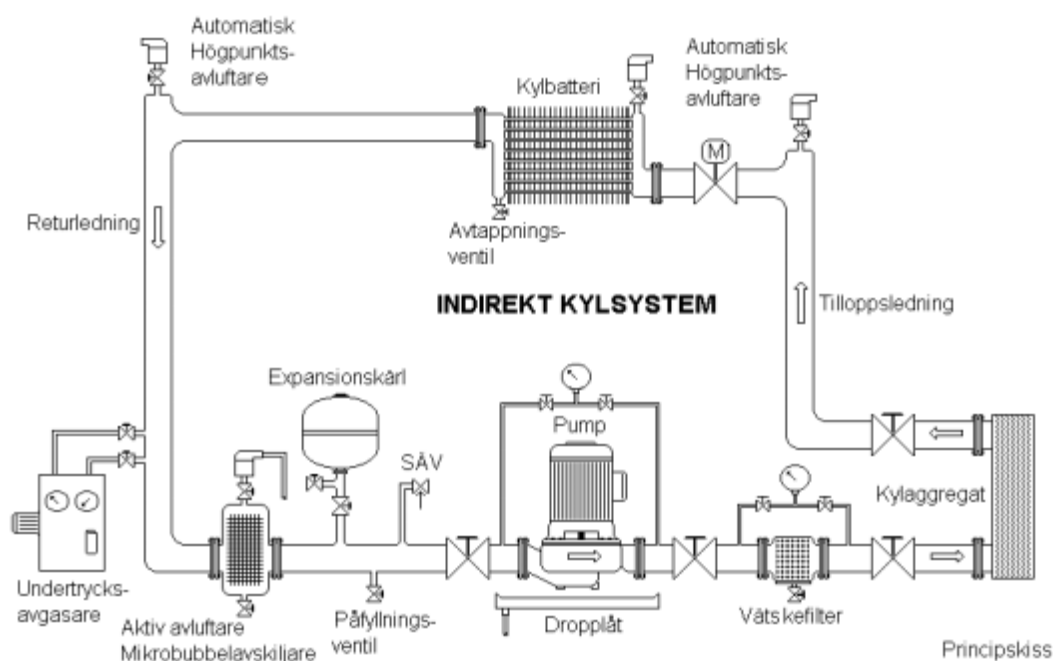 Automatisk
Högpunkts-
avluftare
Kylbatteri
Automatisk
Högpunkts-
avluftare
M
Returledning
Avtappnings-
ventil
INDIREKT KYLSYSTEM
Tilloppsledning
Expansionskärl
Pump
SÄV
Kylaggregat
Undertrycks-
avgasare
Aktiv avluftare
Mikrobubbelavskiljare
Påfyllnings-
ventil
Dropplåt
Vätskefilter
Principskiss